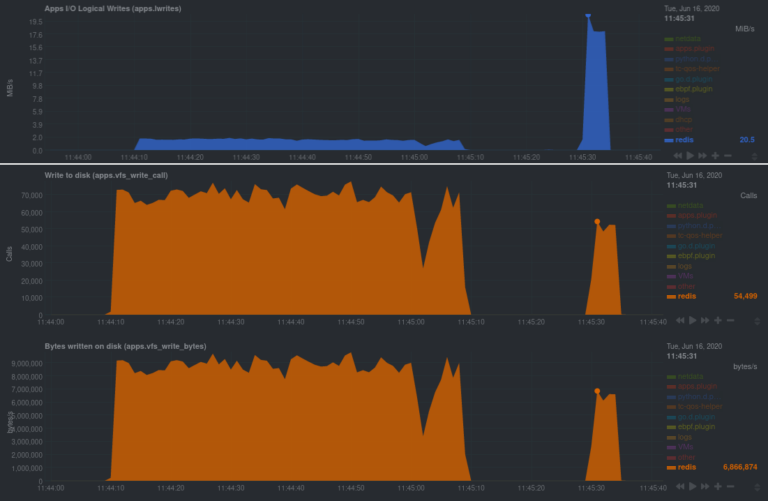 Apps I/O Logical Writes (apps.lwrites)
Tue, Jun 16, 2020
11:45:31
MiB/s
MiB/s
19.5
17.6
15.6
13.7
11.7
9.8
7.8
5.9
3.9
2.0
0.0
netdata
apps.plugin
python.d.p
tc-qos-helper
go.d.plugin
ebpf.plugin
logs
VMs
other
redis 20.5
11:44:00 11:44:10 11:44:20 11:44:30 11:44:40 11:44:50 11:45:00 11:45:10 11:45:20 11:45:30 11:45:40
Write to disk (apps.vfs_write_call)
Tue, Jun 16, 2020
11:45:31
Calls
Calls
70,000
60,000
50,000
40,000
30,000
20,000
10,000
0
netdata
apps.plugin
python.d.p
tc-qos-helper
go.d.plugin
ebpf.plugin
logs
VMs
other
redis 54,499
11:44:00 11:44:10 11:44:20 11:44:30 11:44:40 11:44:50 11:45:00 11:45:10 11:45:20 11:45:30 11:45:40
Bytes written on disk (apps.vfs_write_bytes)
Tue, Jun 16, 2020
11:45:31
bytes/s
bytes/s
9,000,000
8,000,000
7,000,000
6,000,000
5,000,000
4,000,000
3,000,000
2,000,000
1,000,000
0
netdata
apps.plugin
python.d.p
tc-qos-helper
go.d.plugin
ebpf.plugin
logs
VMs
other
redis 6,866,874
11:44:00 11:44:10 11:44:20 11:44:30 11:44:40 11:44:50 11:45:00 11:45:10 11:45:20 11:45:30 11:45:40